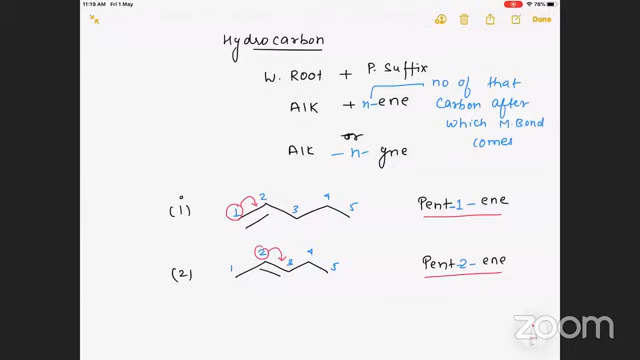 11:19 AM Fri 1 May
78%
Done
Hydrocarbon
W. Root + P. Suffix
Alk + n-ene
no of that
Carbon after
which M.Bond
comes
or
Alk - n - yne
(i)
1 2 3 4 5
Pent-1-ene
(2)
1 2 3 4 5
Pent-2-ene
zoom